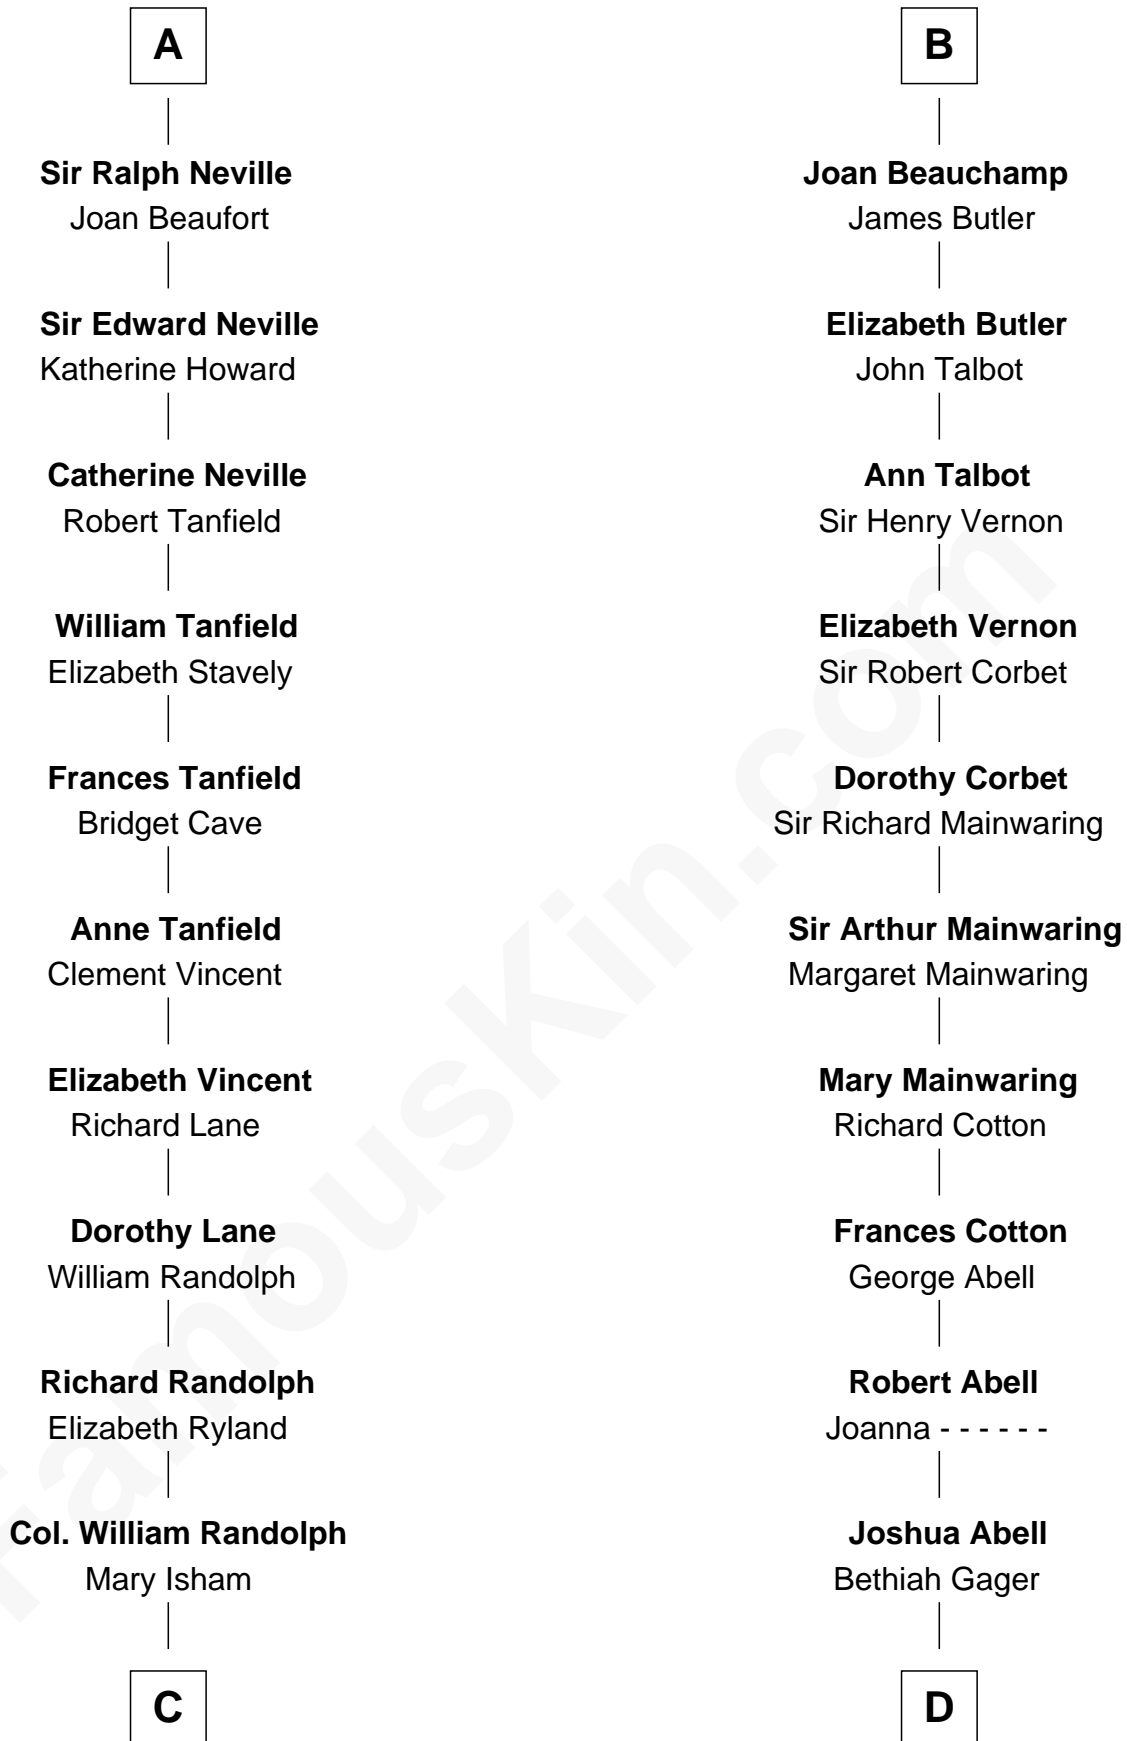 A
Sir Ralph Neville
Joan Beaufort
Sir Edward Neville
Katherine Howard
Catherine Neville
Robert Tanfield
William Tanfield
Elizabeth Stavely
Frances Tanfield
Bridget Cave
Anne Tanfield
Clement Vincent
Elizabeth Vincent
Richard Lane
Dorothy Lane
William Randolph
Richard Randolph
Elizabeth Ryland
Col. William Randolph
Mary Isham
C
B
Joan Beauchamp
James Butler
Elizabeth Butler
John Talbot
Ann Talbot
Sir Henry Vernon
Elizabeth Vernon
Sir Robert Corbet
Dorothy Corbet
Sir Richard Mainwaring
Sir Arthur Mainwaring
Margaret Mainwaring
Mary Mainwaring
Richard Cotton
Frances Cotton
George Abell
Robert Abell
Joanna - - - - - -
Joshua Abell
Bethiah Gager
D
FamousKin.com